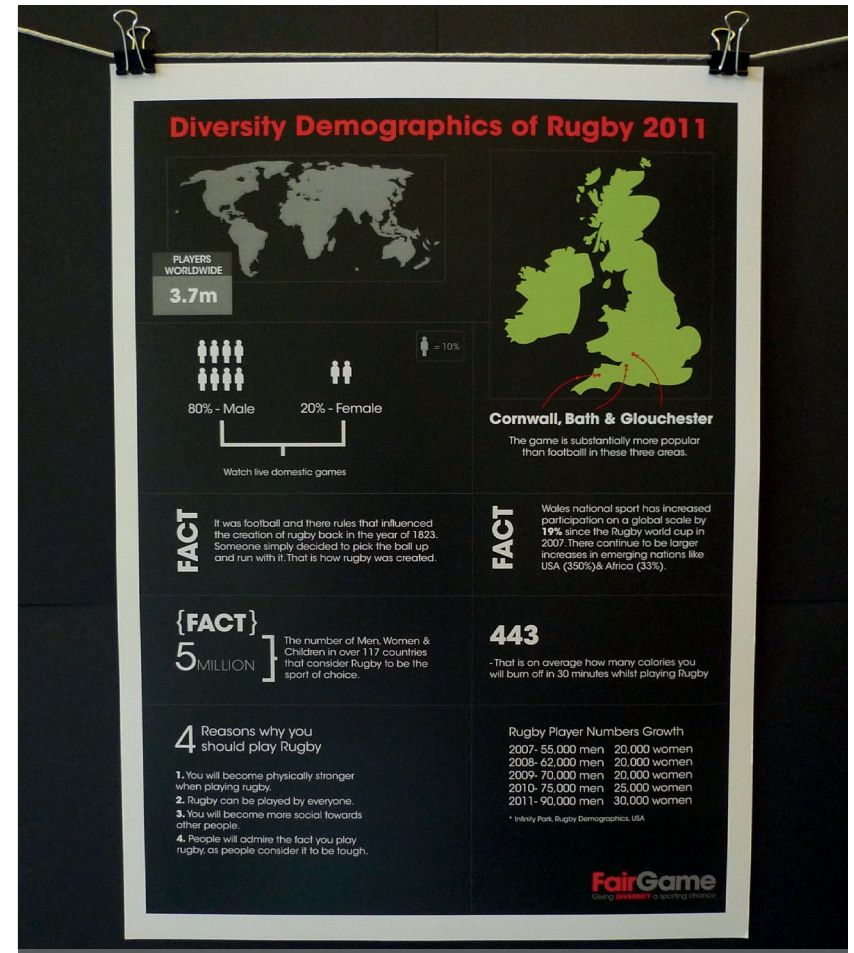 Diversity Demographics of Rugby 2011
PLAYERS
WORLDWIDE
3.7m
= 10%
80% - Male
20% - Female
Watch live domestic games
Cornwall, Bath & Glouchester
The game is substantially more popular
than footballl in these three areas.
FACT
It was football and there rules that influenced
the creation of rugby back in the year of 1823.
Someone simply decided to pick the ball up
and run with it. That is how rugby was created.
FACT
Wales national sport has increased
participation on a global scale by
19% since the Rugby world cup in
2007. There continue to be larger
increases in emerging nations like
USA (350%)& Africa (33%).
{FACT}
5 MILLION
The number of Men, Women &
Children in over 117 countries
that consider Rugby to be the
sport of choice.
443
- That is on average how many calories you
will burn off in 30 minutes whilst playing Rugby
4 Reasons why you
should play Rugby
1. You will become physically stronger
when playing rugby.
2. Rugby can be played by everyone.
3. You will become more social towards
other people.
4. People will admire the fact you play
rugby, as people consider it to be tough.
Rugby Player Numbers Growth
2007- 55,000 men 20,000 women
2008- 62,000 men 20,000 women
2009- 70,000 men 20,000 women
2010- 75,000 men 25,000 women
2011- 90,000 men 30,000 women
* Infinity Park, Rugby Demographics, USA
FairGame
Giving DIVERSITY a sporting chance